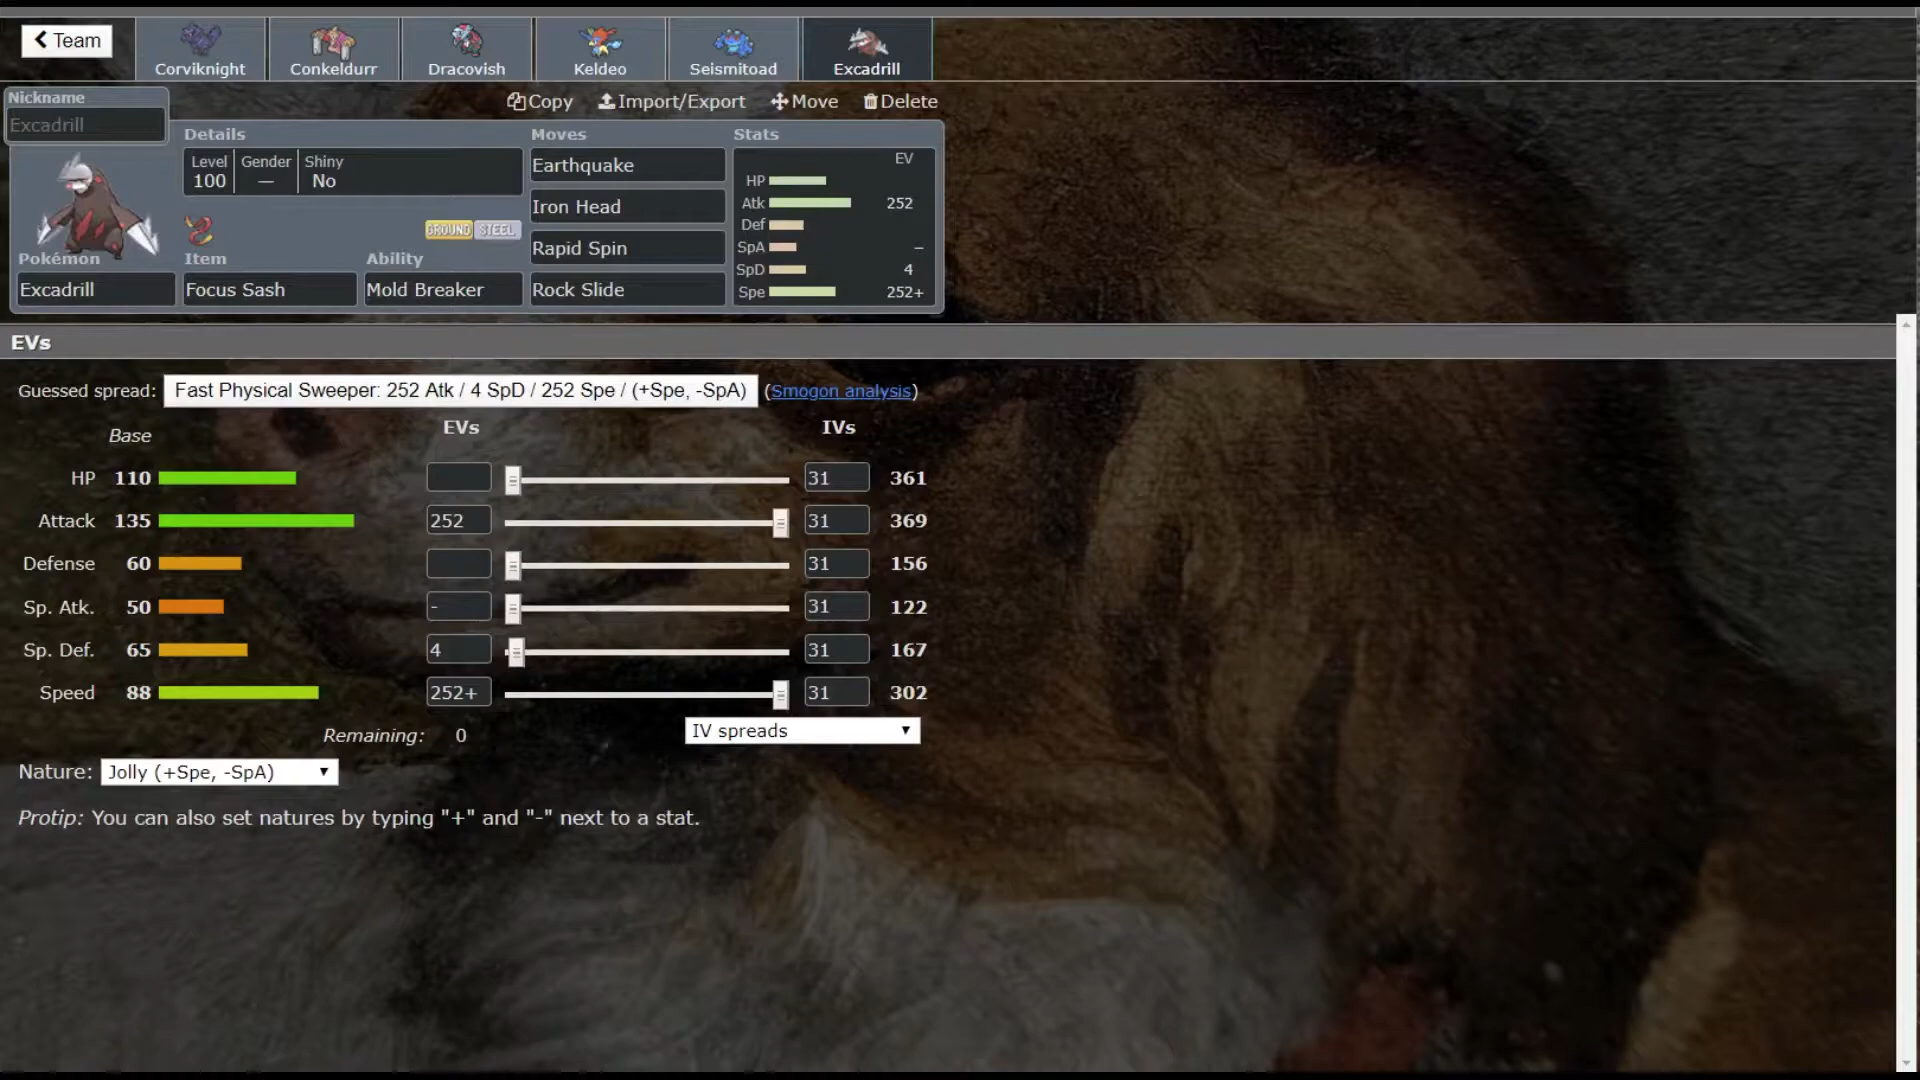 Team
Corviknight
Conkeldurr
Dracovish
Keldeo
Seismitoad
Excadrill
Copy
Import/Export
Move
Delete
Nickname
Excadrill
Details
Moves
Stats
Level
100
Gender
—
Shiny
No
GROUND
STEEL
Pokémon
Excadrill
Item
Focus Sash
Ability
Mold Breaker
Earthquake
Iron Head
Rapid Spin
Rock Slide
EV
HP
Atk 252
Def
SpA –
SpD 4
Spe 252+
EVs
Guessed spread: Fast Physical Sweeper: 252 Atk / 4 SpD / 252 Spe / (+Spe, -SpA) (Smogon analysis)
Base EVs IVs
HP 110 31 361
Attack 135 252 31 369
Defense 60 31 156
Sp. Atk. 50 - 31 122
Sp. Def. 65 4 31 167
Speed 88 252+ 31 302
Remaining: 0
IV spreads
Nature: Jolly (+Spe, -SpA)
Protip: You can also set natures by typing "+" and "-" next to a stat.